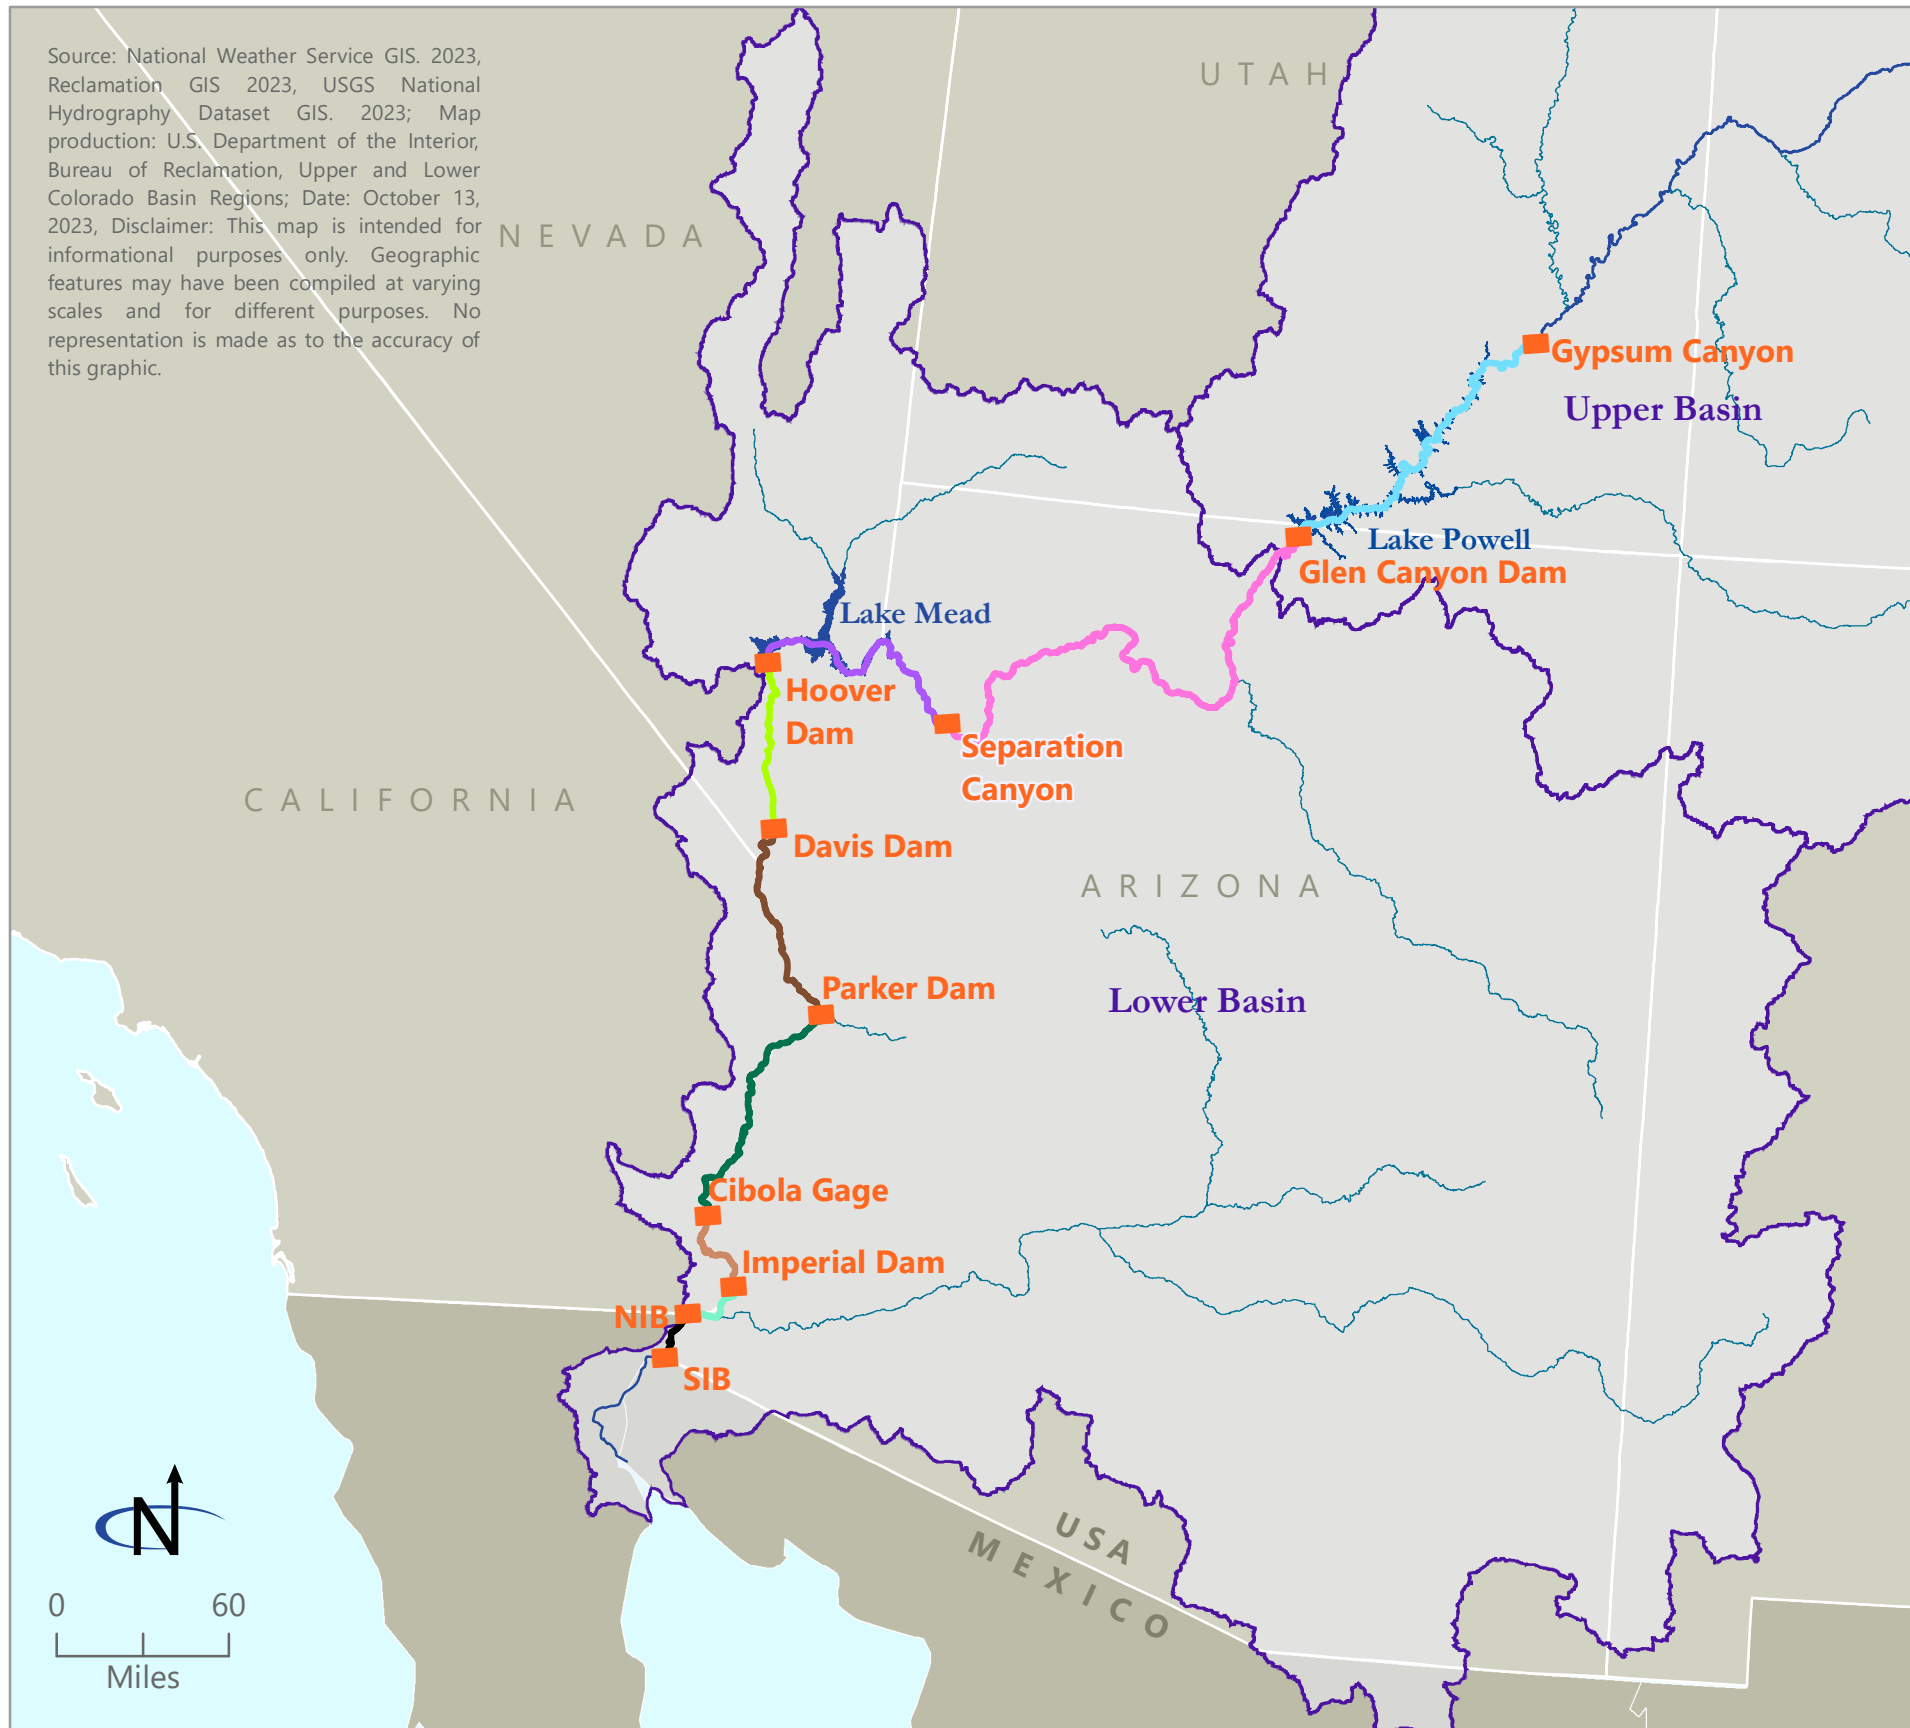 Source: National Weather Service GIS. 2023,
Reclamation GIS 2023, USGS National
Hydrography Dataset GIS. 2023; Map
production: U.S. Department of the Interior,
Bureau of Reclamation, Upper and Lower
Colorado Basin Regions; Date: October 13,
2023, Disclaimer: This map is intended for
informational purposes only. Geographic
features may have been compiled at varying
scales and for different purposes. No
representation is made as to the accuracy of
this graphic.
UTAH
NEVADA
Gypsum Canyon
Upper Basin
Lake Powell
Glen Canyon Dam
Lake Mead
Hoover
Dam
Separation
Canyon
CALIFORNIA
Davis Dam
ARIZONA
Parker Dam
Lower Basin
Cibola Gage
Imperial Dam
NIB
SIB
USA
MEXICO
N
0 60
Miles